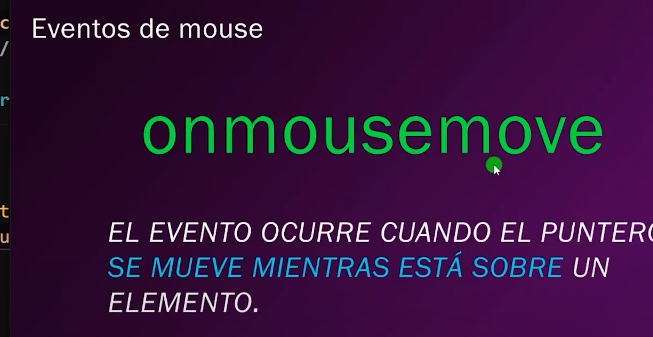 Eventos de mouse
onmousemove
EL EVENTO OCURRE CUANDO EL PUNTERO
SE MUEVE MIENTRAS ESTÁ SOBRE UN
ELEMENTO.